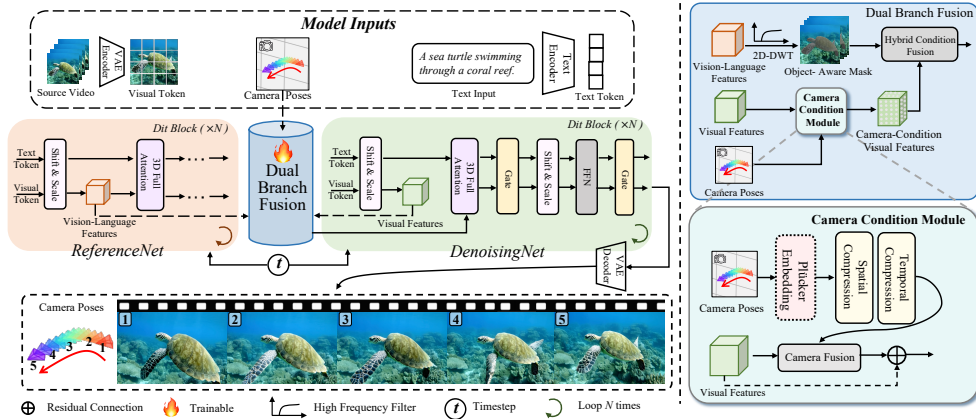 Model Inputs
Source Video
VAE
Encoder
Visual Token
Camera Poses
A sea turtle swimming
through a coral reef.
Text Input
Text
Encoder
Text Token
Dit Block (×N)
Text
Token
Visual
Token
Shift & Scale
3D Full
Attention
Vision-Language
Features
ReferenceNet
Dual
Branch
Fusion
t
Dit Block (×N)
Text
Token
Visual
Token
Shift & Scale
Visual Features
3D Full
Attention
Gate
Shift & Scale
FFN
Gate
DenoisingNet
VAE
Decoder
Camera Poses
1
2
3
4
5
1
2
3
4
5
Residual Connection
Trainable
High Frequency Filter
t
Timestep
Loop N times
Dual Branch Fusion
Vision-Language
Features
2D-DWT
Object- Aware Mask
Hybrid Condition
Fusion
Visual Features
Camera
Condition
Module
Camera-Condition
Visual Features
Camera Poses
Camera Condition Module
Camera Poses
Plücker
Embedding
Spatial
Compression
Temporal
Compression
Visual Features
Camera Fusion